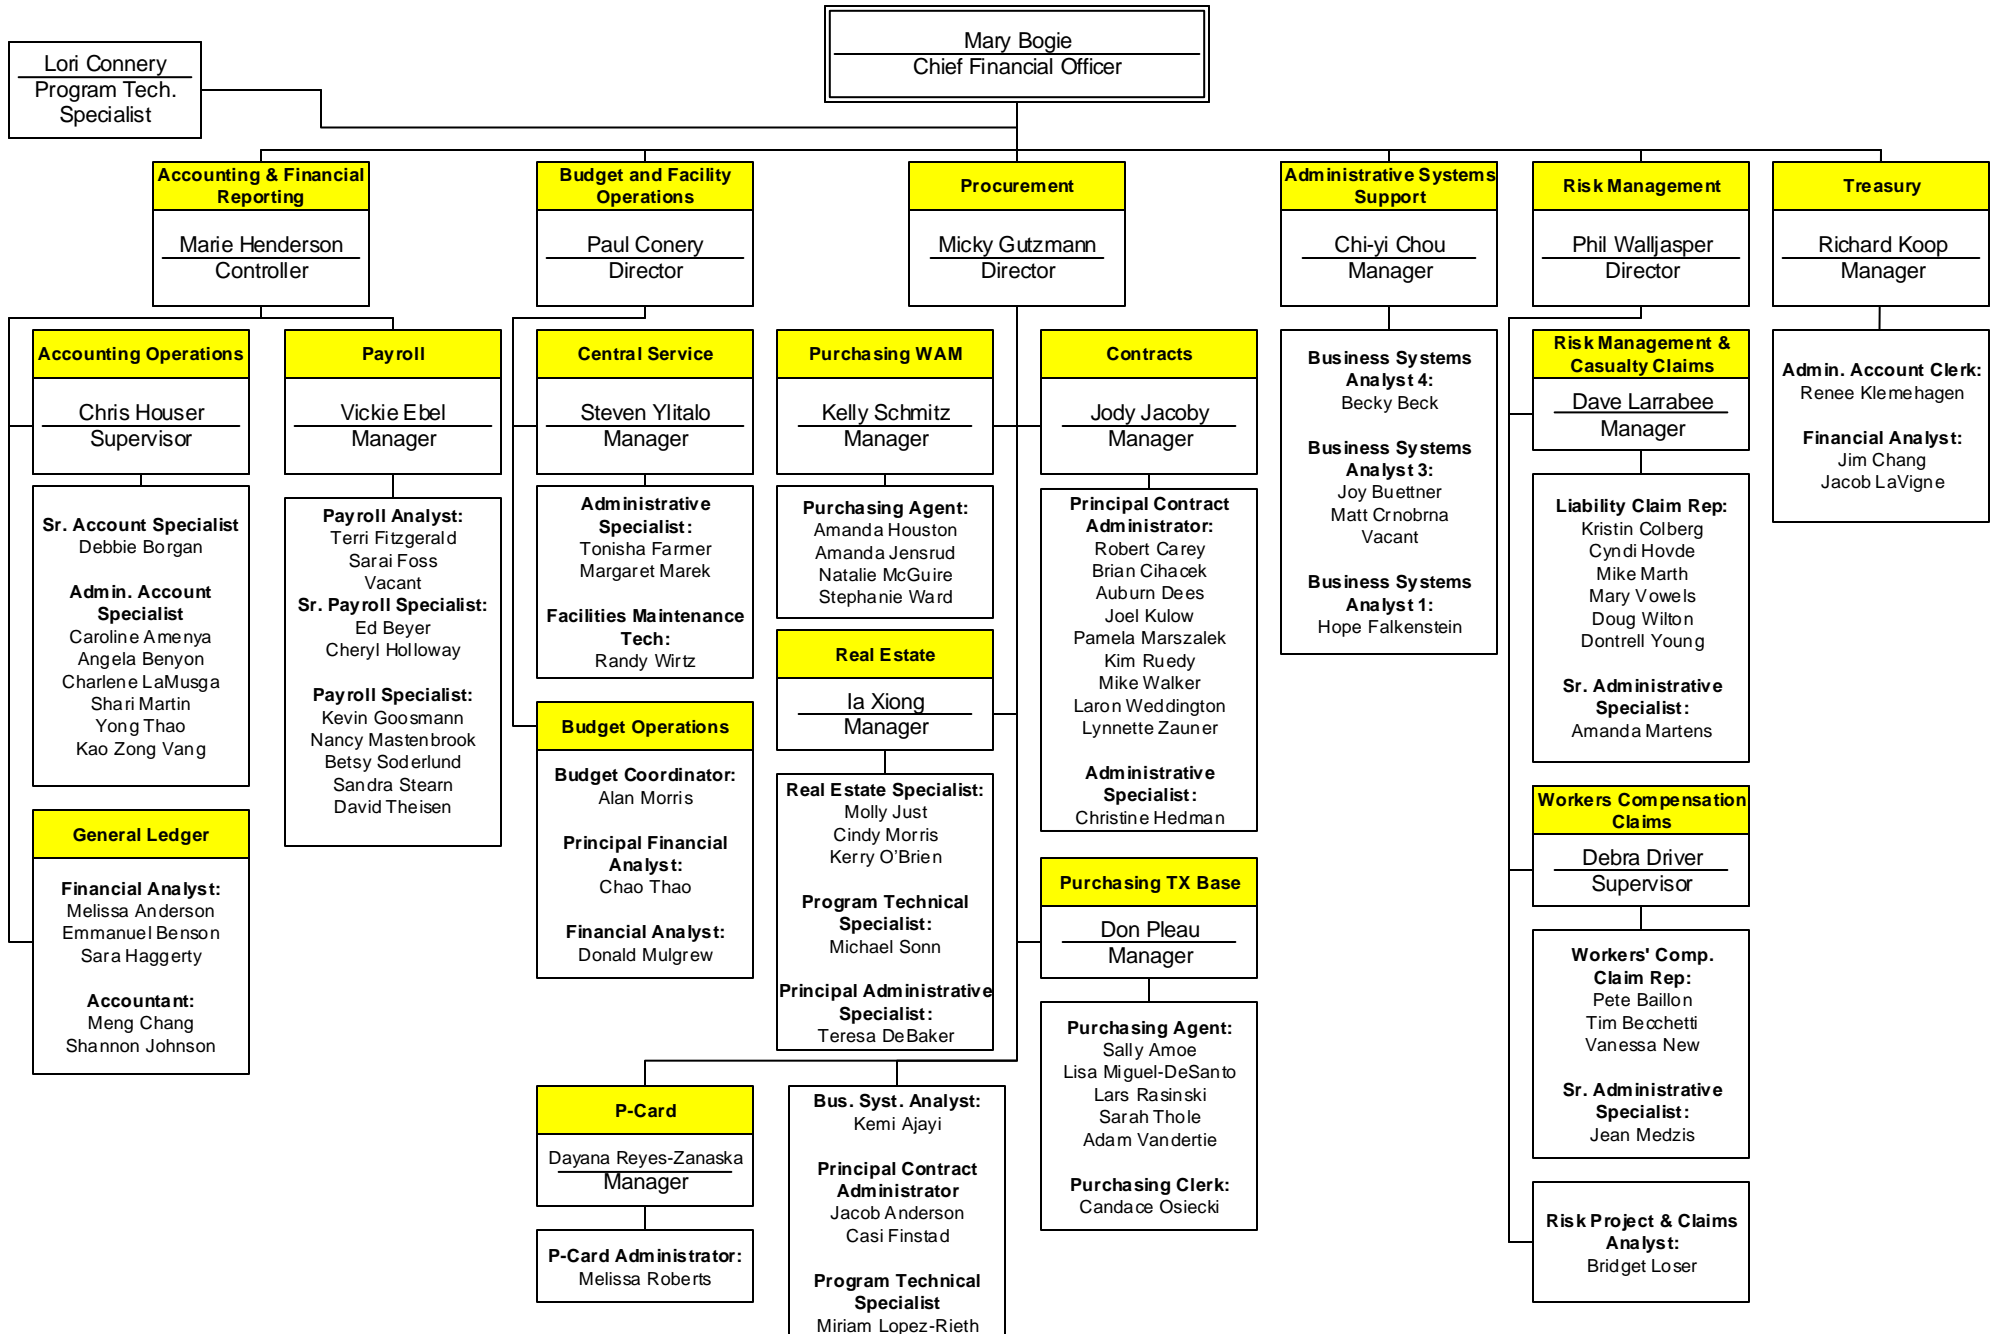 Mary Bogie
Chief Financial Officer
Lori Connery
Program Tech.
Specialist
Accounting & Financial
Reporting
Marie Henderson
Controller
Budget and Facility
Operations
Paul Conery
Director
Procurement
Micky Gutzmann
Director
Administrative Systems
Support
Chi-yi Chou
Manager
Risk Management
Phil Walljasper
Director
Treasury
Richard Koop
Manager
Accounting Operations
Chris Houser
Supervisor
Sr. Account Specialist
Debbie Borgan
Admin. Account
Specialist
Caroline Amenya
Angela Benyon
Charlene LaMusga
Shari Martin
Yong Thao
Kao Zong Vang
General Ledger
Financial Analyst:
Melissa Anderson
Emmanuel Benson
Sara Haggerty
Accountant:
Meng Chang
Shannon Johnson
Payroll
Vickie Ebel
Manager
Payroll Analyst:
Terri Fitzgerald
Sarai Foss
Vacant
Sr. Payroll Specialist:
Ed Beyer
Cheryl Holloway
Payroll Specialist:
Kevin Goosmann
Nancy Mastenbrook
Betsy Soderlund
Sandra Stearn
David Theisen
Central Service
Steven Ylitalo
Manager
Administrative
Specialist:
Tonisha Farmer
Margaret Marek
Facilities Maintenance
Tech:
Randy Wirtz
Budget Operations
Budget Coordinator:
Alan Morris
Principal Financial
Analyst:
Chao Thao
Financial Analyst:
Donald Mulgrew
Purchasing WAM
Kelly Schmitz
Manager
Purchasing Agent:
Amanda Houston
Amanda Jensrud
Natalie McGuire
Stephanie Ward
Real Estate
Ia Xiong
Manager
Real Estate Specialist:
Molly Just
Cindy Morris
Kerry O'Brien
Program Technical
Specialist:
Michael Sonn
Principal Administrative
Specialist:
Teresa DeBaker
Contracts
Jody Jacoby
Manager
Principal Contract
Administrator:
Robert Carey
Brian Cihacek
Auburn Dees
Joel Kulow
Pamela Marszalek
Kim Ruedy
Mike Walker
Laron Weddington
Lynnette Zauner
Administrative
Specialist:
Christine Hedman
Purchasing TX Base
Don Pleau
Manager
Purchasing Agent:
Sally Amoe
Lisa Miguel-DeSanto
Lars Rasinski
Sarah Thole
Adam Vandertie
Purchasing Clerk:
Candace Osiecki
P-Card
Dayana Reyes-Zanaska
Manager
P-Card Administrator:
Melissa Roberts
Bus. Syst. Analyst:
Kemi Ajayi
Principal Contract
Administrator
Jacob Anderson
Casi Finstad
Program Technical
Specialist
Miriam Lopez-Rieth
Business Systems
Analyst 4:
Becky Beck
Business Systems
Analyst 3:
Joy Buettner
Matt Crnobrna
Vacant
Business Systems
Analyst 1:
Hope Falkenstein
Risk Management &
Casualty Claims
Dave Larrabee
Manager
Liability Claim Rep:
Kristin Colberg
Cyndi Hovde
Mike Marth
Mary Vowels
Doug Wilton
Dontrell Young
Sr. Administrative
Specialist:
Amanda Martens
Workers Compensation
Claims
Debra Driver
Supervisor
Workers' Comp.
Claim Rep:
Pete Baillon
Tim Becchetti
Vanessa New
Sr. Administrative
Specialist:
Jean Medzis
Risk Project & Claims
Analyst:
Bridget Loser
Admin. Account Clerk:
Renee Klemehagen
Financial Analyst:
Jim Chang
Jacob LaVigne